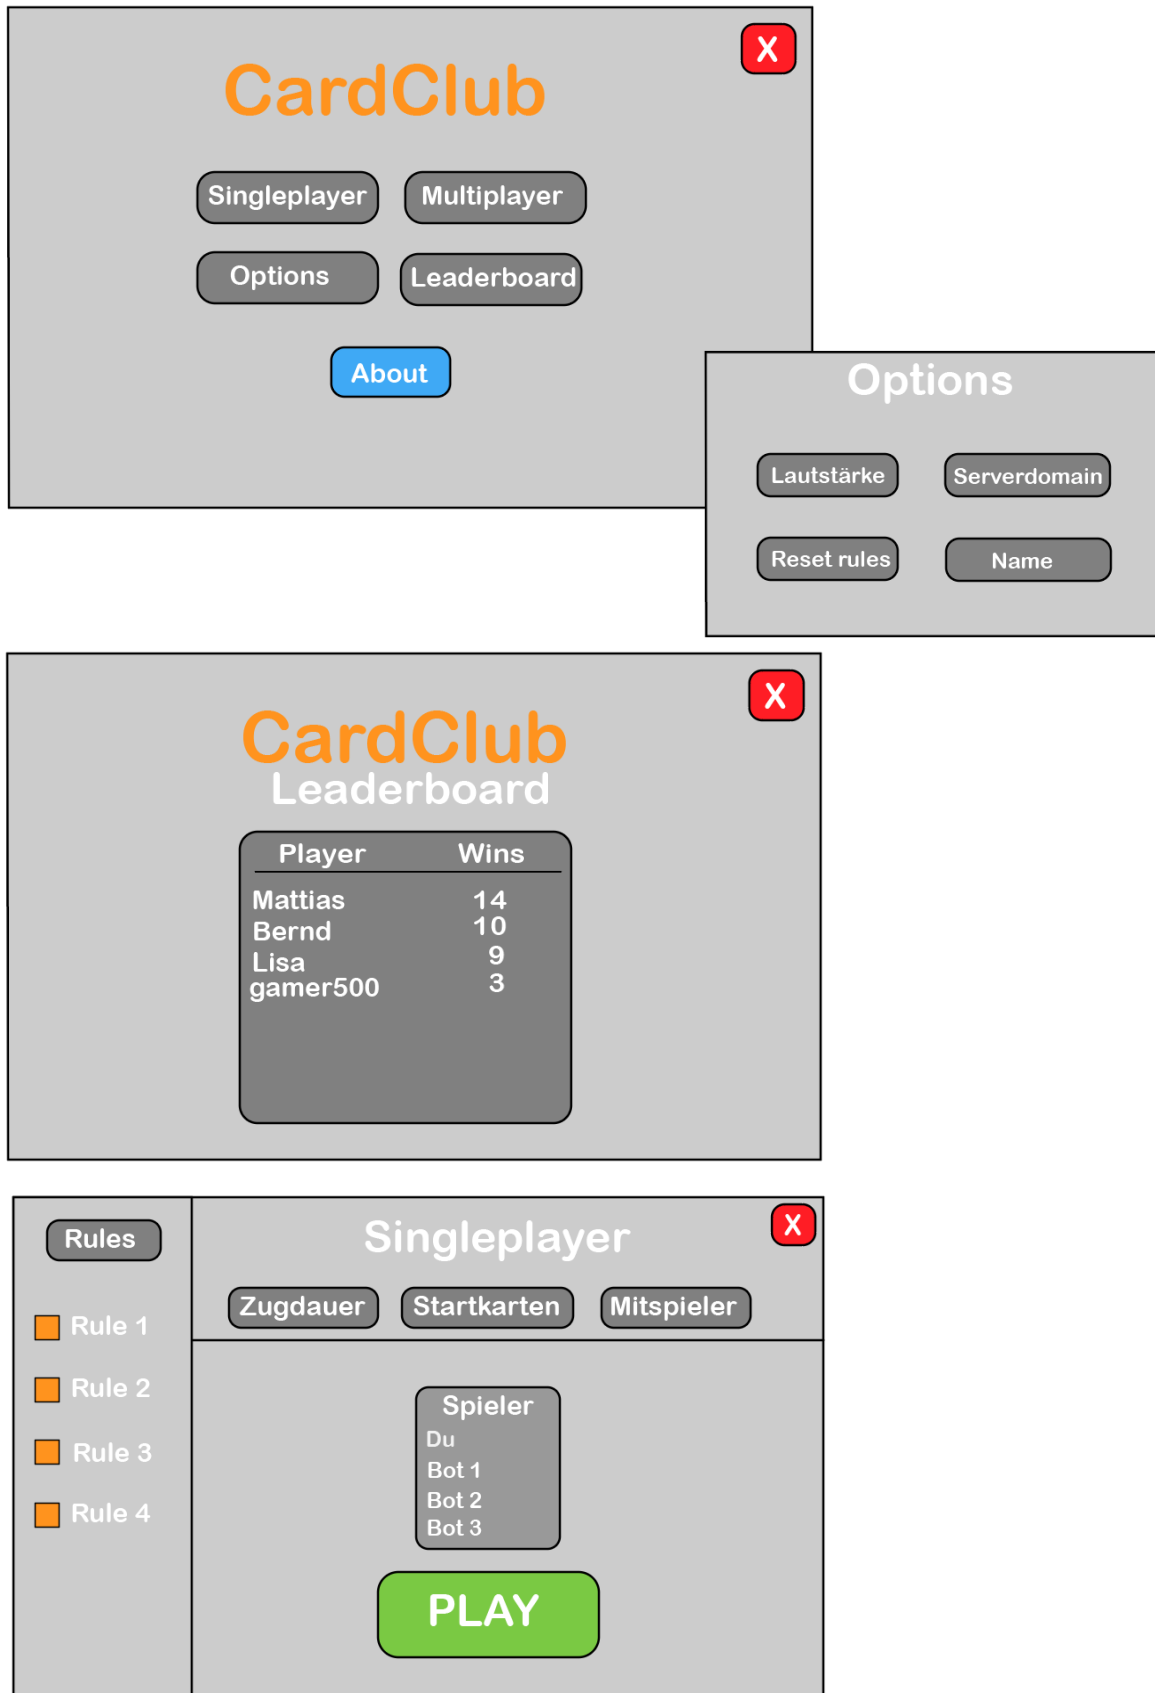 X
CardClub
Singleplayer Multiplayer
Options Leaderboard
About
Options
Lautstärke Serverdomain
Reset rules Name
X
CardClub
Leaderboard
Player Wins
Mattias 14
Bernd 10
Lisa 9
gamer500 3
Rules
Rule 1
Rule 2
Rule 3
Rule 4
Singleplayer
X
Zugdauer Startkarten Mitspieler
Spieler
Du
Bot 1
Bot 2
Bot 3
PLAY